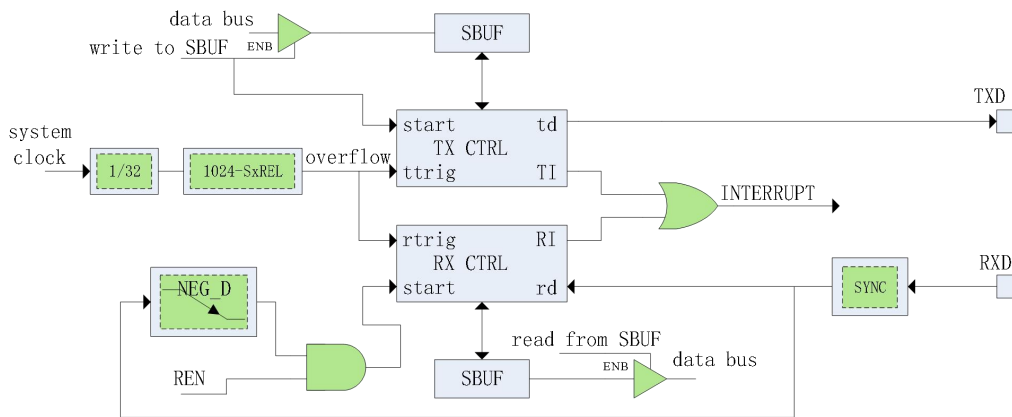 data bus
SBUF
write to SBUF
ENB
TXD
start
td
TX CTRL
system
clock
overflow
1/32
1024-SxREL
ttrig
TI
INTERRUPT
rtrig
RI
RX CTRL
RXD
NEG_D
start
rd
SYNC
read from SBUF
data bus
ENB
REN
SBUF